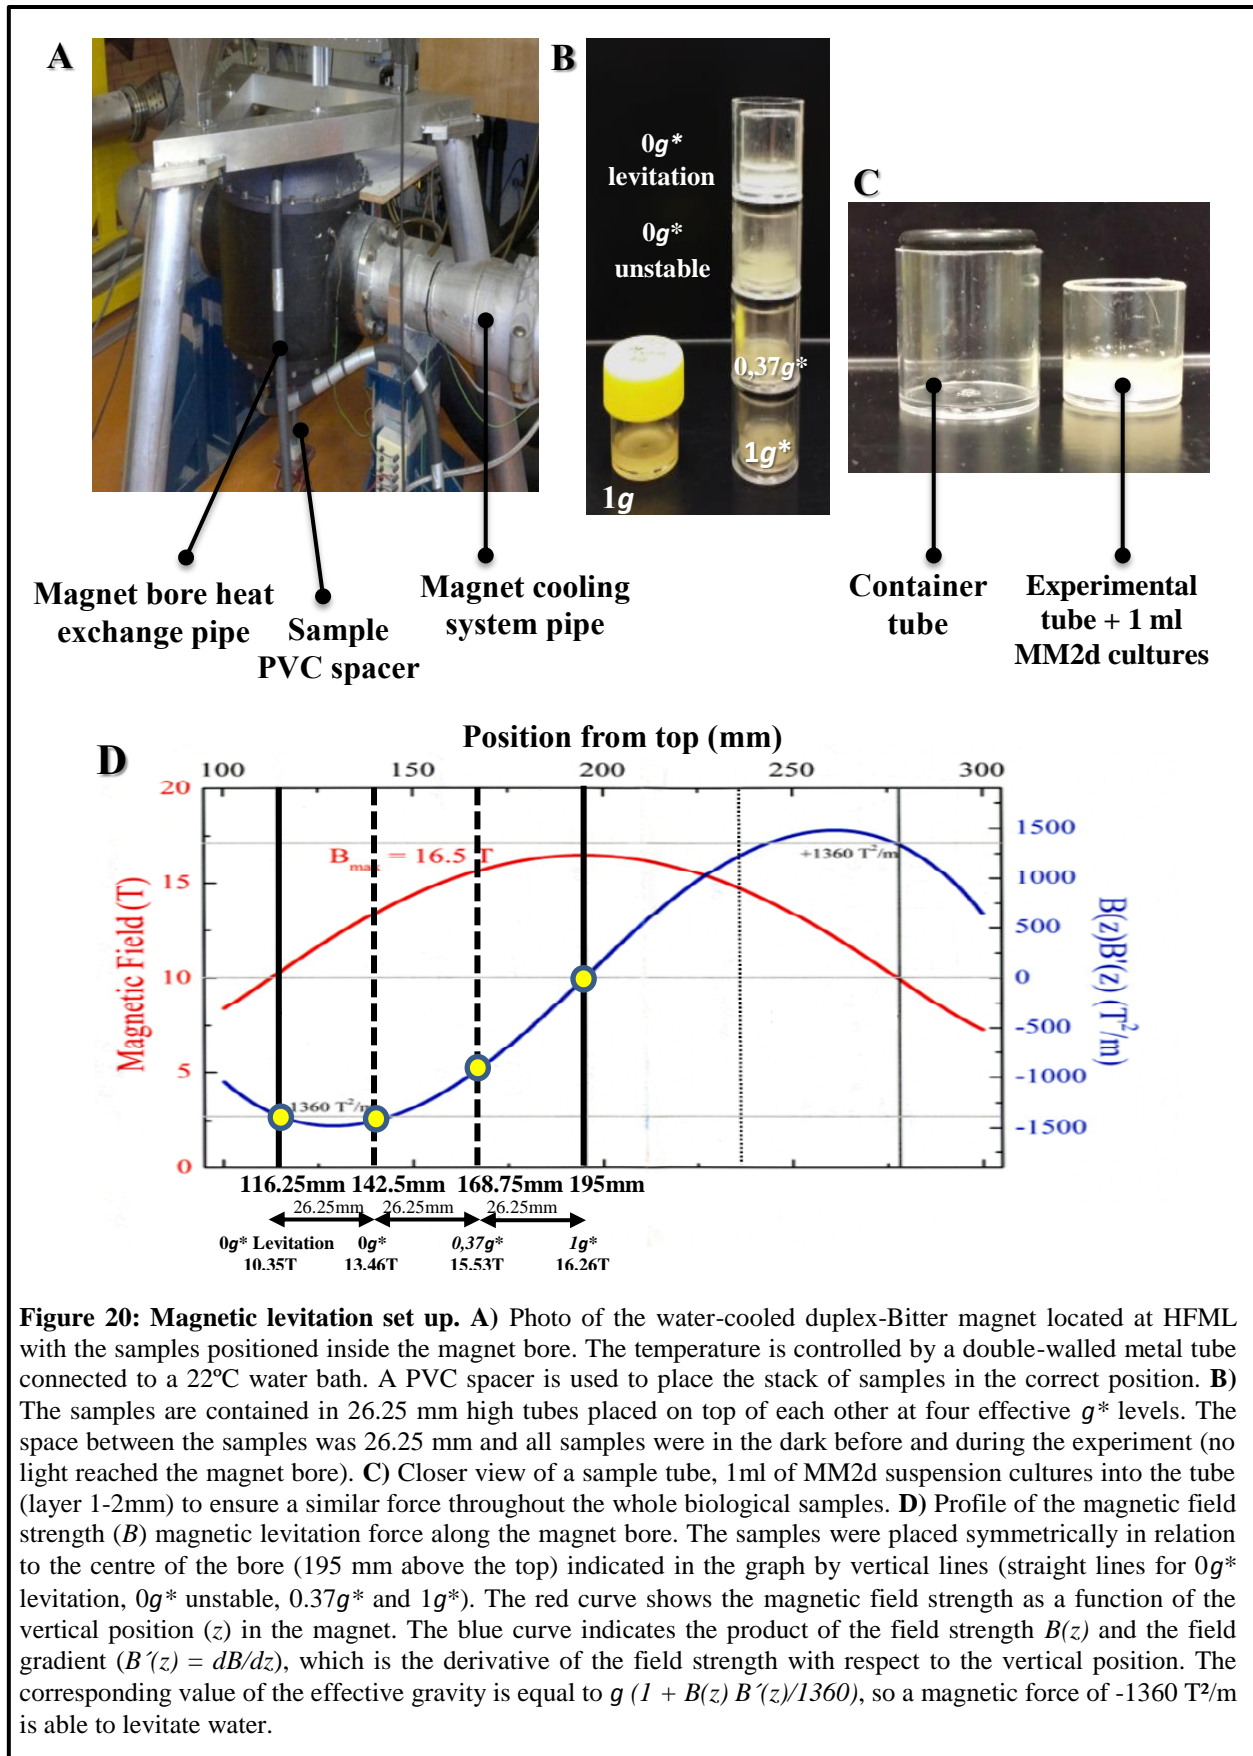 A
B
0g*
levitation
0g*
unstable
0,37g*
1g*
1g
C
Magnet bore heat
exchange pipe
Sample
PVC spacer
Magnet cooling
system pipe
Container
tube
Experimental
tube + 1 ml
MM2d cultures
D
Position from top (mm)
100 150 200 250 300
20
15
10
5
0
Magnetic Field (T)
Bmax = 16.5 T
+1360 T²/m
1360 T²/m
1500
1000
500
0
-500
-1000
-1500
B(z)B'(z) (T²/m)
116.25mm 142.5mm 168.75mm 195mm
26.25mm 26.25mm 26.25mm
0g* Levitation 0g* 0,37g* 1g*
10.35T 13.46T 15.53T 16.26T
Figure 20: Magnetic levitation set up. A) Photo of the water-cooled duplex-Bitter magnet located at HFML
with the samples positioned inside the magnet bore. The temperature is controlled by a double-walled metal tube
connected to a 22ºC water bath. A PVC spacer is used to place the stack of samples in the correct position. B)
The samples are contained in 26.25 mm high tubes placed on top of each other at four effective g* levels. The
space between the samples was 26.25 mm and all samples were in the dark before and during the experiment (no
light reached the magnet bore). C) Closer view of a sample tube, 1ml of MM2d suspension cultures into the tube
(layer 1-2mm) to ensure a similar force throughout the whole biological samples. D) Profile of the magnetic field
strength (B) magnetic levitation force along the magnet bore. The samples were placed symmetrically in relation
to the centre of the bore (195 mm above the top) indicated in the graph by vertical lines (straight lines for 0g*
levitation, 0g* unstable, 0.37g* and 1g*). The red curve shows the magnetic field strength as a function of the
vertical position (z) in the magnet. The blue curve indicates the product of the field strength B(z) and the field
gradient (B´(z) = dB/dz), which is the derivative of the field strength with respect to the vertical position. The
corresponding value of the effective gravity is equal to g (1 + B(z) B´(z)/1360), so a magnetic force of -1360 T²/m
is able to levitate water.